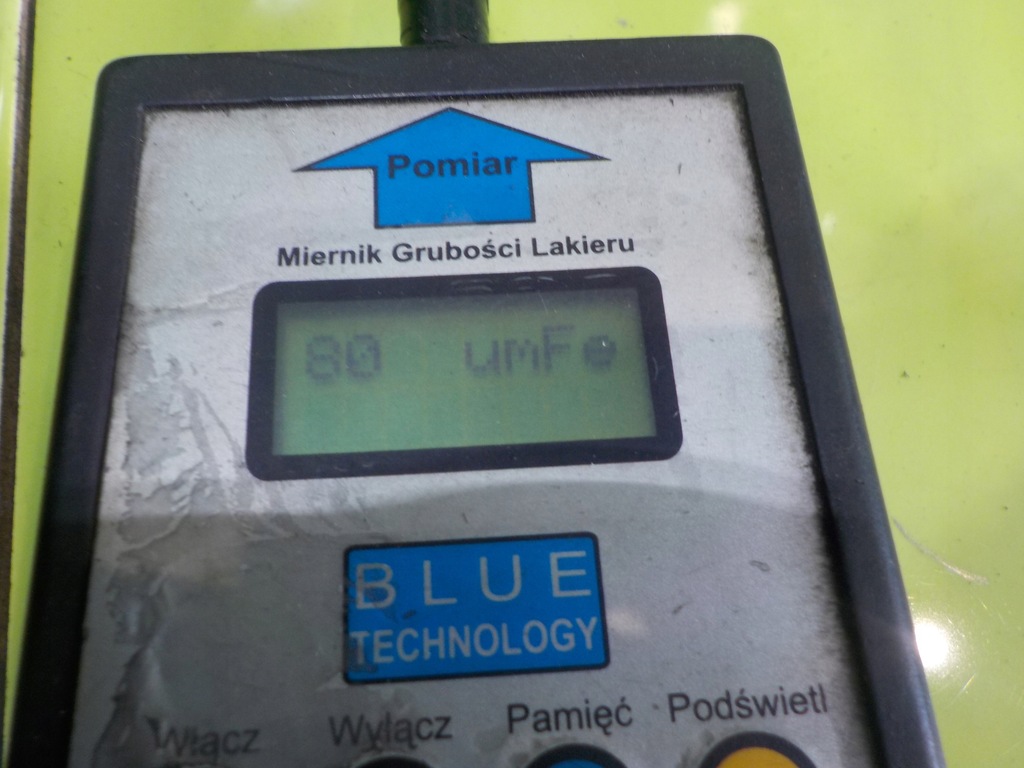 Pomiar
Miernik Grubości Lakieru
80 umFe
BLUE
TECHNOLOGY
Włącz Wyłącz Pamięć Podświetl